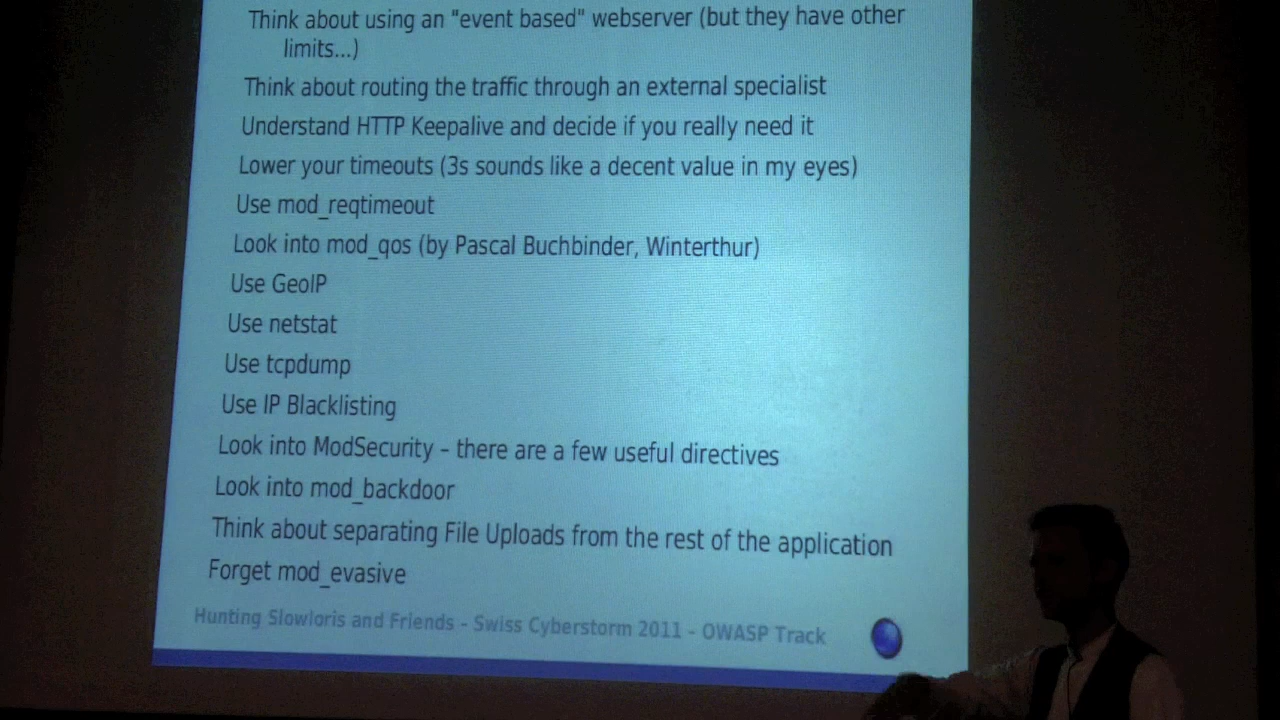 Think about using an "event based" webserver (but they have other
limits...)
Think about routing the traffic through an external specialist
Understand HTTP Keepalive and decide if you really need it
Lower your timeouts (3s sounds like a decent value in my eyes)
Use mod_reqtimeout
Look into mod_qos (by Pascal Buchbinder, Winterthur)
Use GeoIP
Use netstat
Use tcpdump
Use IP Blacklisting
Look into ModSecurity – there are a few useful directives
Look into mod_backdoor
Think about separating File Uploads from the rest of the application
Forget mod_evasive
Hunting Slowloris and Friends - Swiss Cyberstorm 2011 - OWASP Track